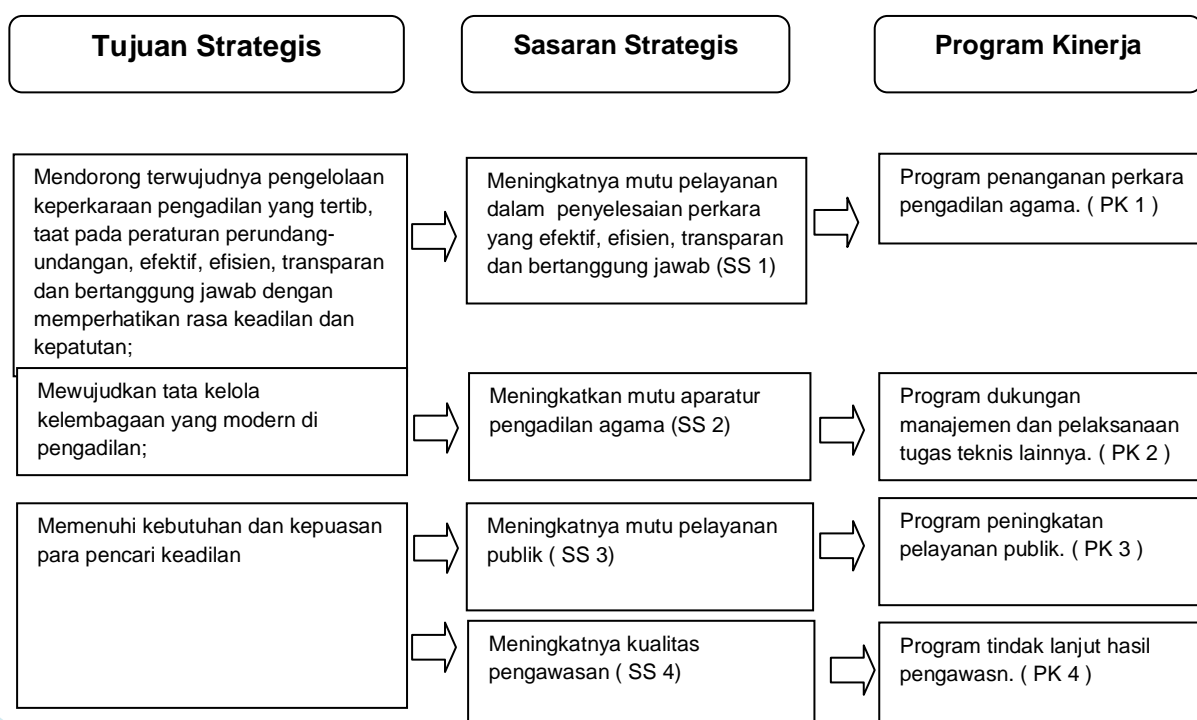 Tujuan Strategis
Sasaran Strategis
Program Kinerja
Mendorong terwujudnya pengelolaan
keperkaraan pengadilan yang tertib,
taat pada peraturan perundang-
undangan, efektif, efisien, transparan
dan bertanggung jawab dengan
memperhatikan rasa keadilan dan
kepatutan;
Meningkatnya mutu pelayanan
dalam  penyelesaian perkara
yang efektif, efisien, transparan
dan bertanggung jawab (SS 1)
Program penanganan perkara
pengadilan agama. ( PK 1 )
Mewujudkan tata kelola
kelembagaan yang modern di
pengadilan;
Meningkatkan mutu aparatur
pengadilan agama (SS 2)
Program dukungan
manajemen dan pelaksanaan
tugas teknis lainnya. ( PK 2 )
Memenuhi kebutuhan dan kepuasan
para pencari keadilan
Meningkatnya mutu pelayanan
publik ( SS 3)
Program peningkatan
pelayanan publik. ( PK 3 )
Meningkatnya kualitas
pengawasan ( SS 4)
Program tindak lanjut hasil
pengawasn. ( PK 4 )